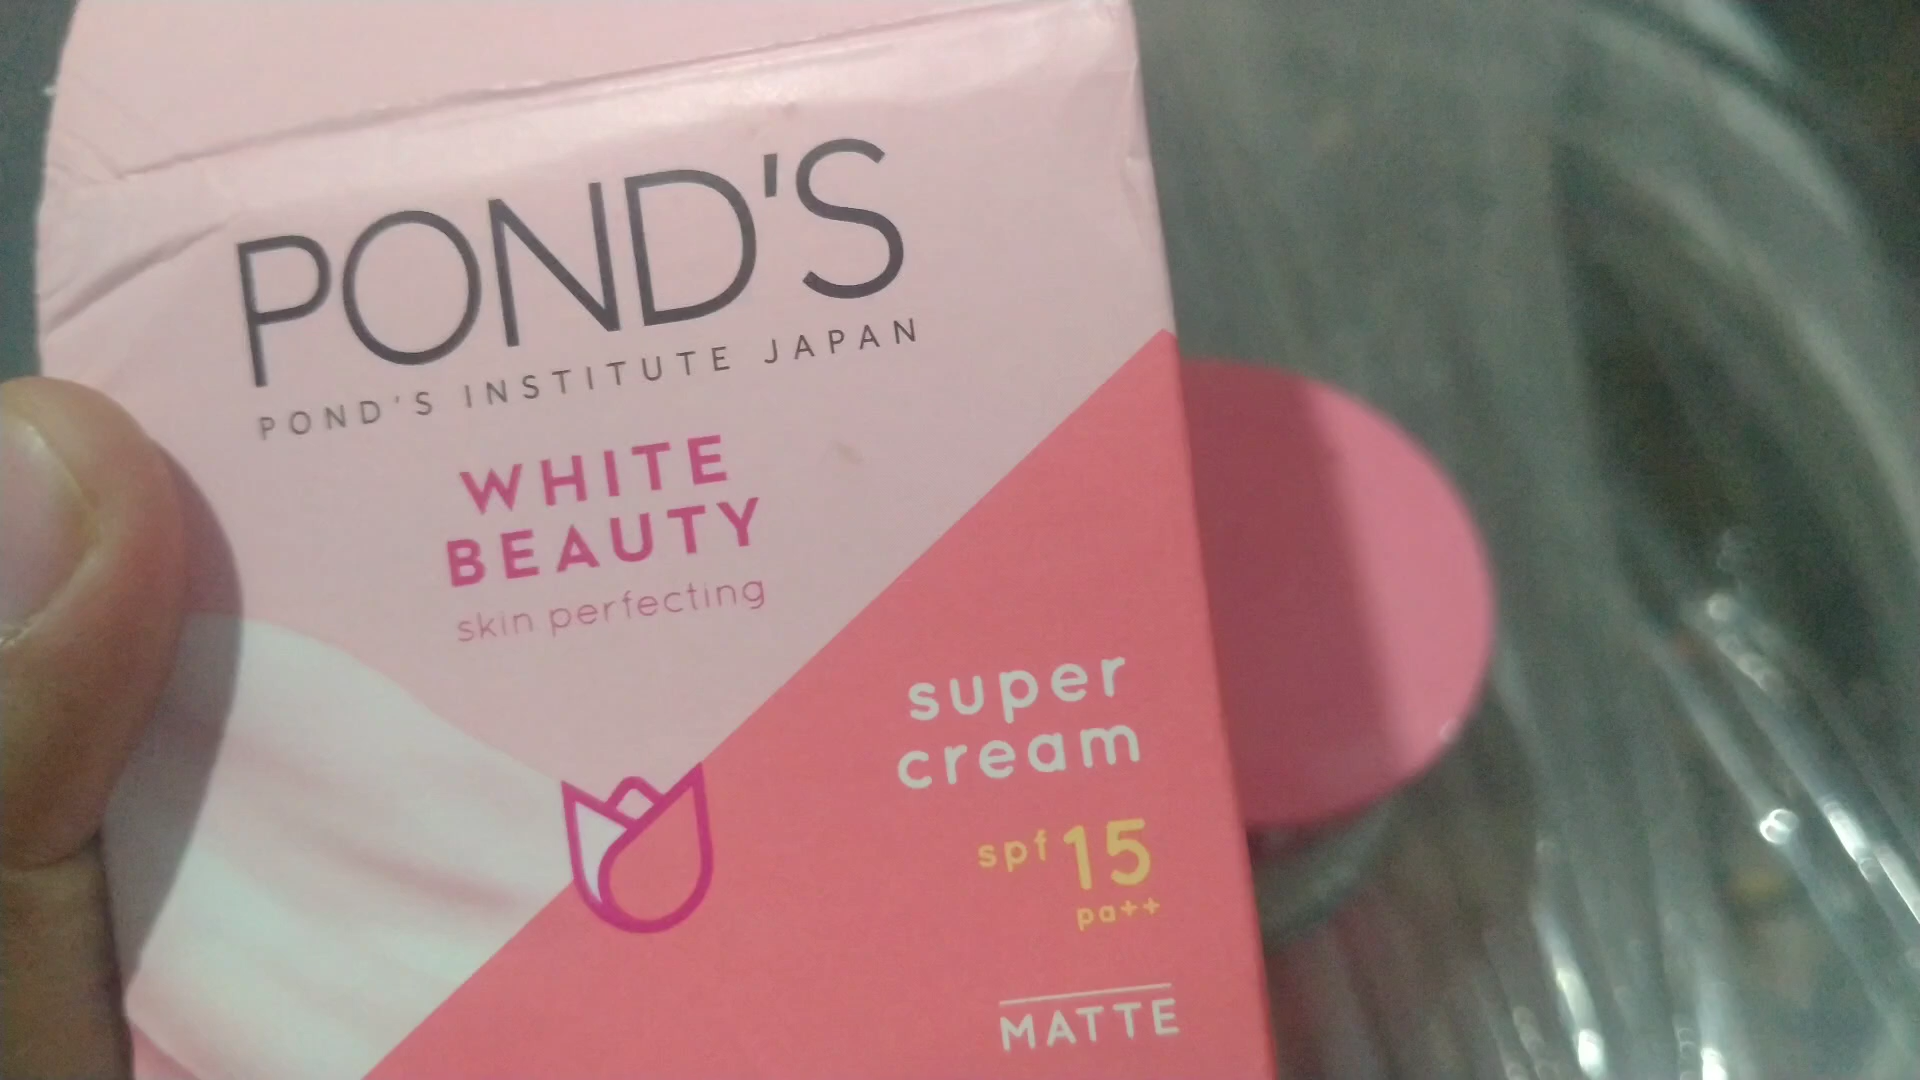 POND'S
POND'S INSTITUTE JAPAN
WHITE
BEAUTY
skin perfecting
super
cream
spf 15
pa++
MATTE